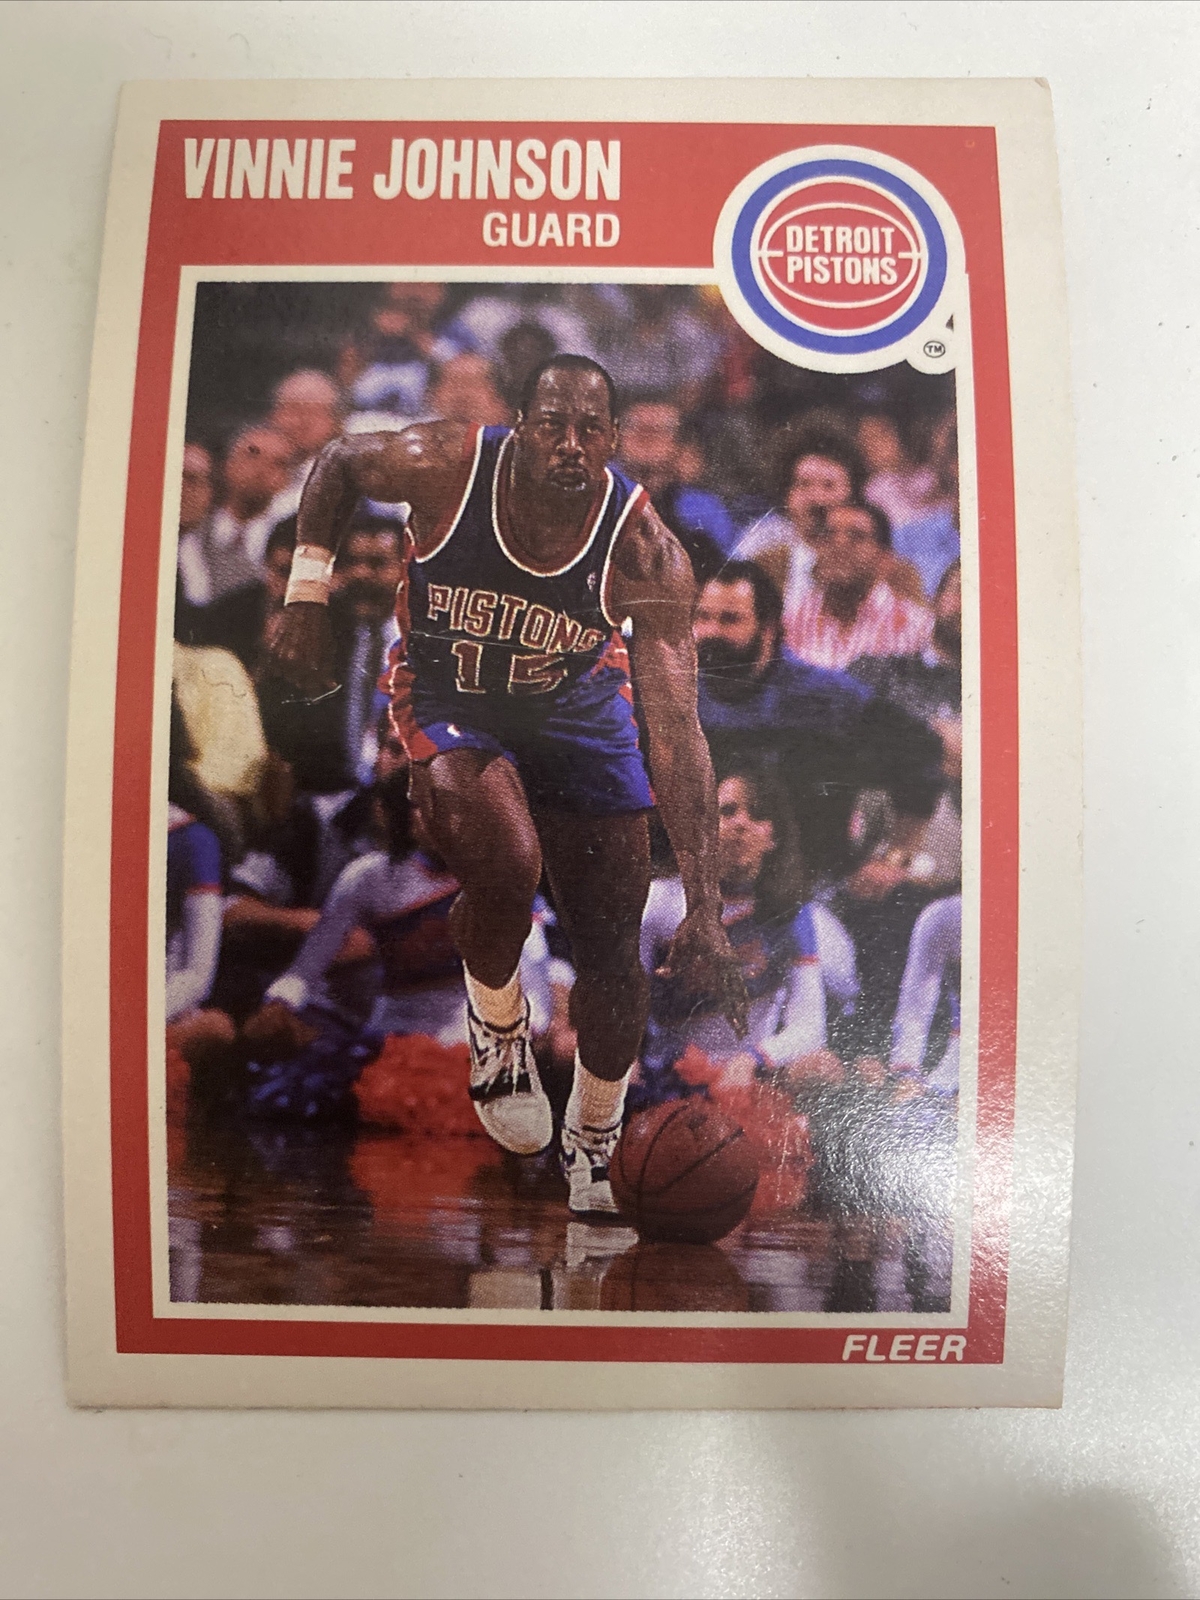 VINNIE JOHNSON
GUARD
DETROIT
PISTONS
TM
PISTONS
15
FLEER